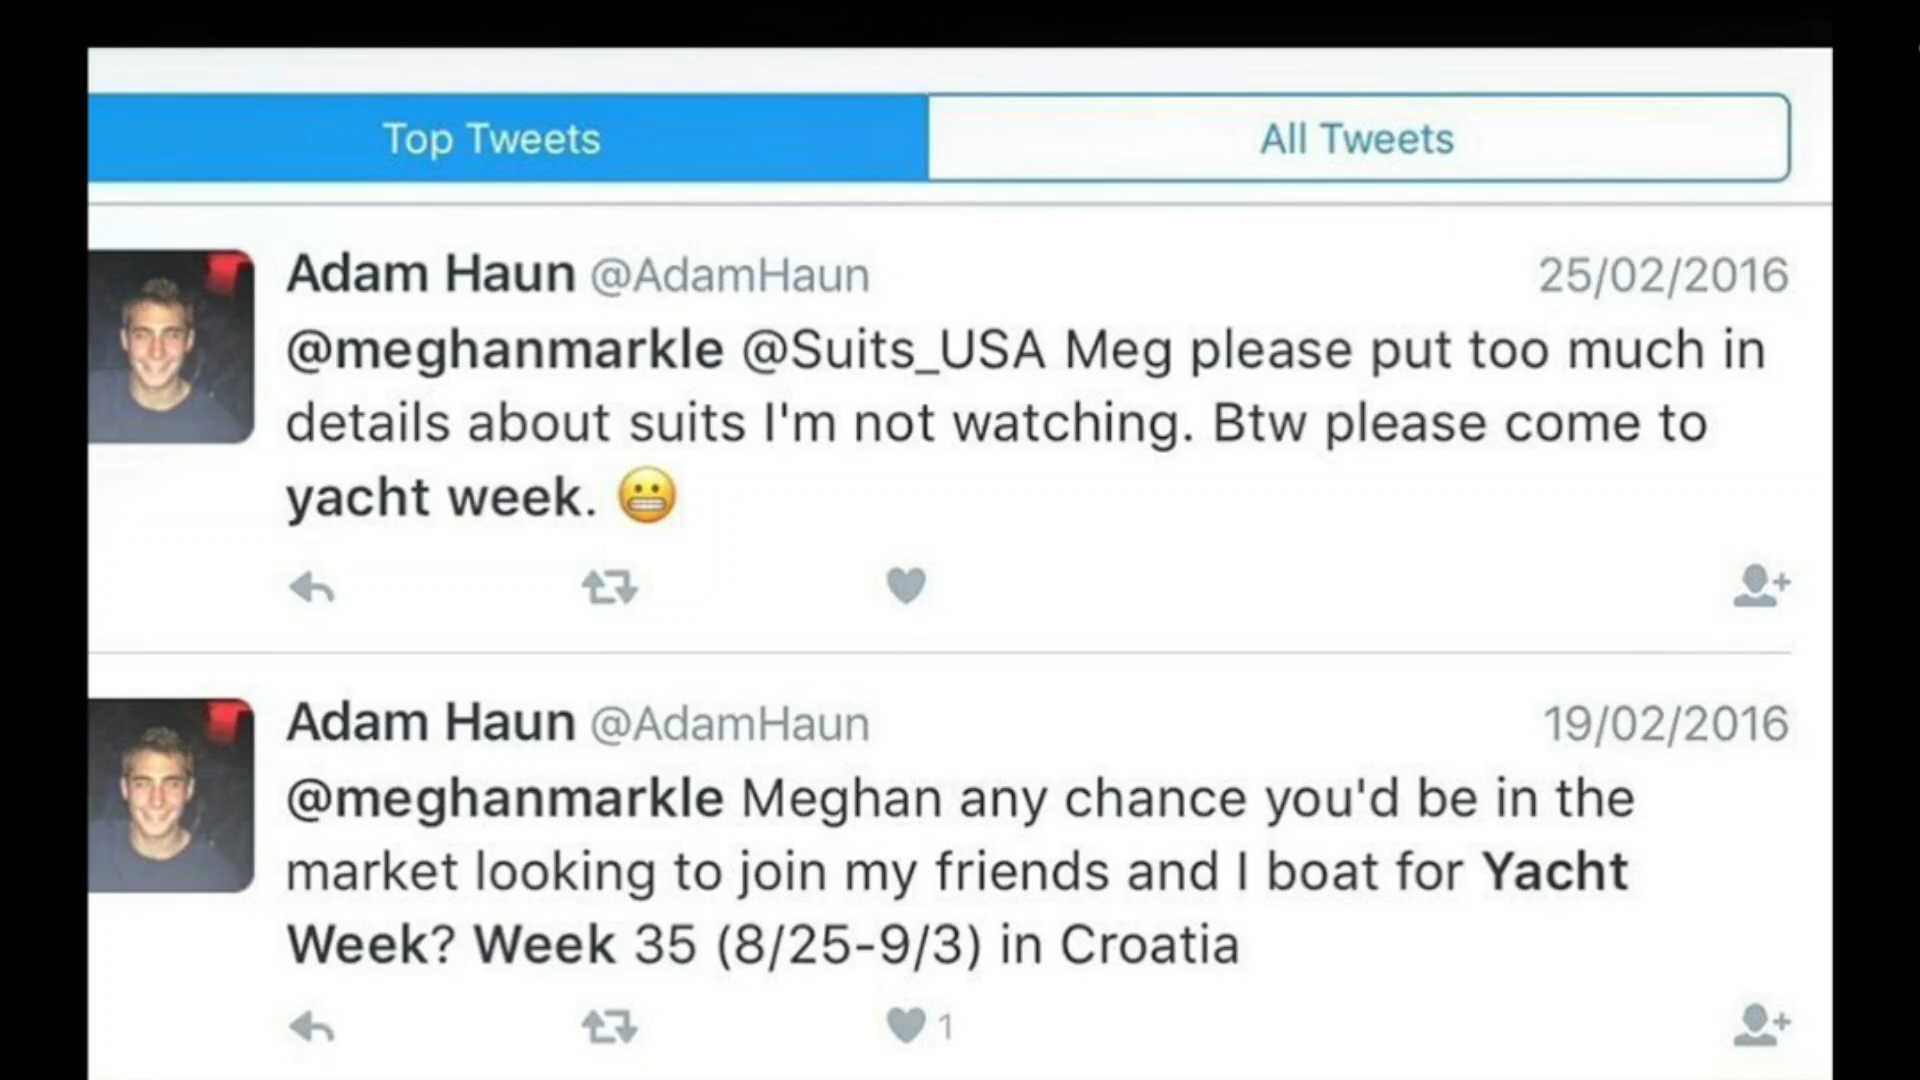 Top Tweets
All Tweets
Adam Haun @AdamHaun 25/02/2016
@meghanmarkle @Suits_USA Meg please put too much in
details about suits I'm not watching. Btw please come to
yacht week. 😬
Adam Haun @AdamHaun 19/02/2016
@meghanmarkle Meghan any chance you'd be in the
market looking to join my friends and I boat for Yacht
Week? Week 35 (8/25-9/3) in Croatia
1